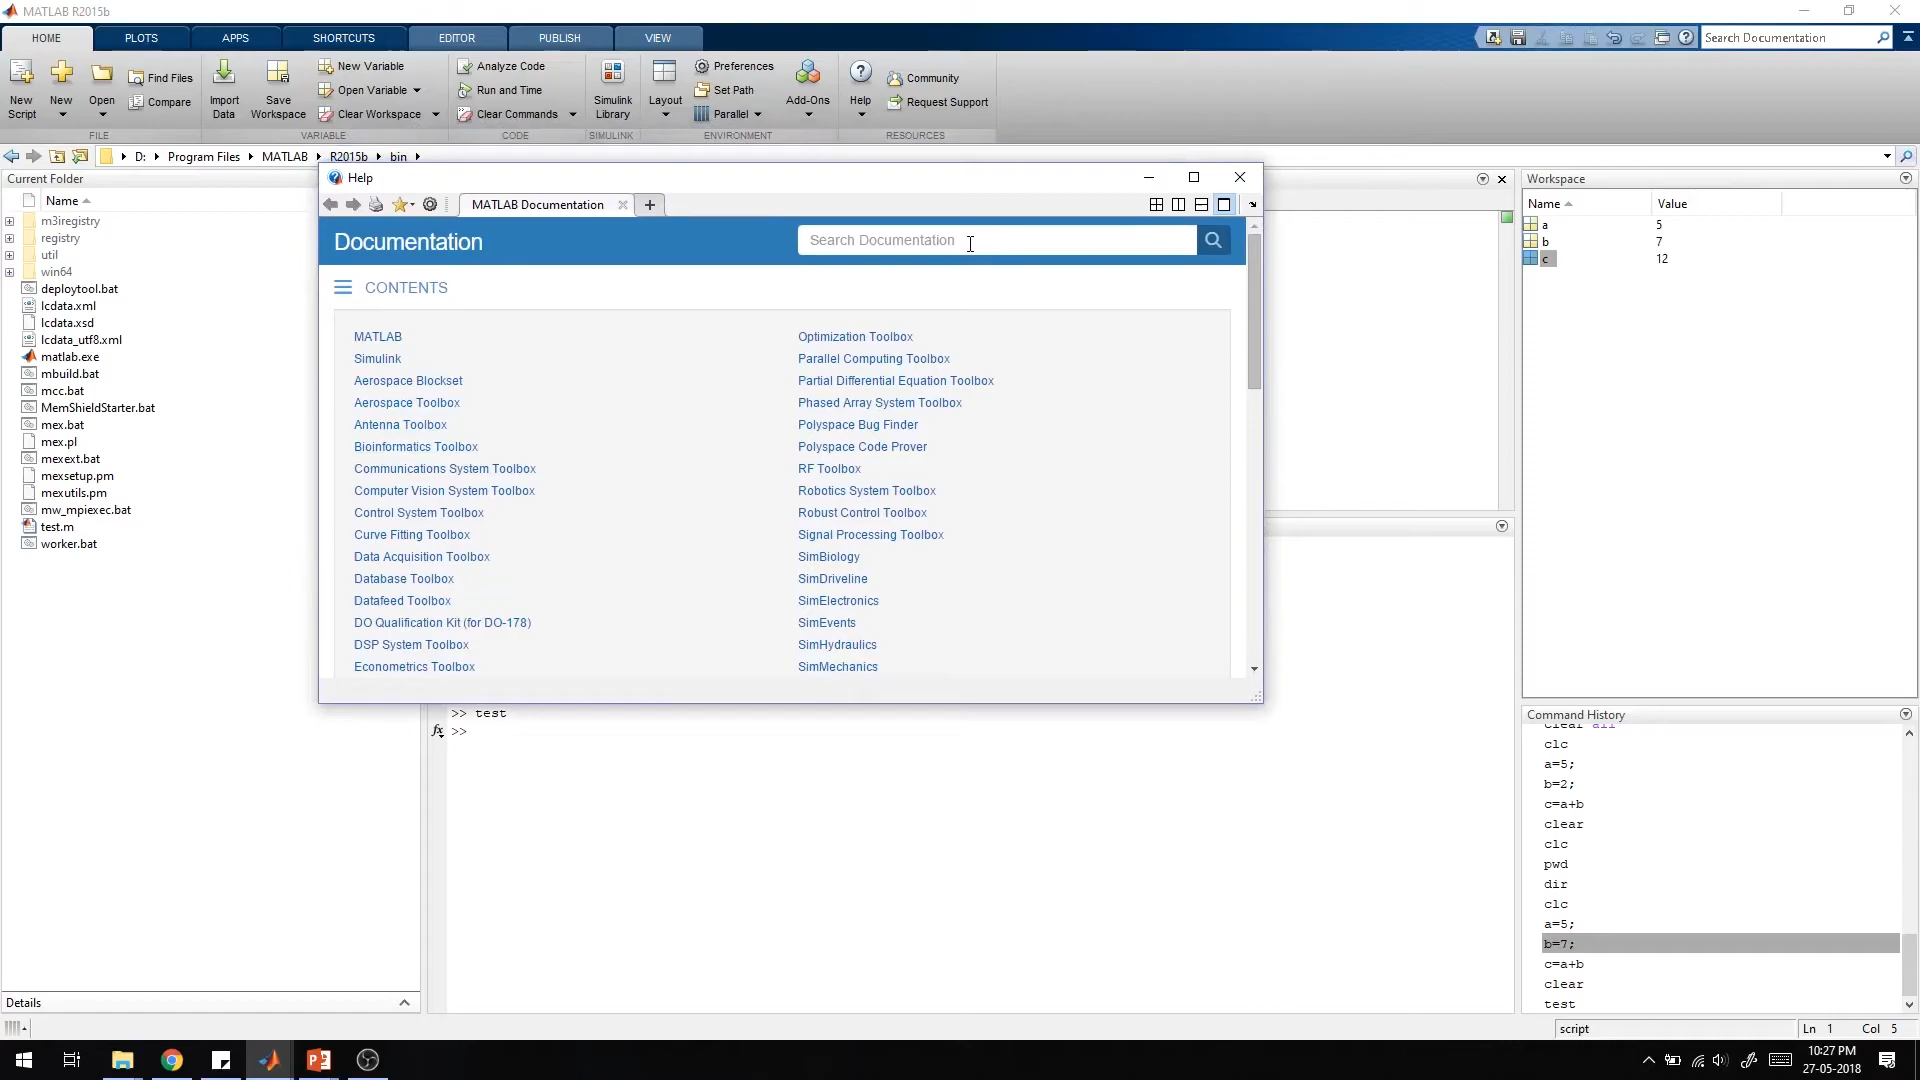 MATLAB R2015b
HOME PLOTS APPS SHORTCUTS EDITOR PUBLISH VIEW Search Documentation
New Script
New
Open
Find Files
Compare
FILE
Import Data
Save Workspace
New Variable
Open Variable
Clear Workspace
VARIABLE
Analyze Code
Run and Time
Clear Commands
CODE
Simulink Library
SIMULINK
Layout
Preferences
Set Path
Parallel
Add-Ons
ENVIRONMENT
Help
Community
Request Support
RESOURCES
D: Program Files MATLAB R2015b bin
Current Folder
Name
m3iregistry
registry
util
win64
deploytool.bat
lcdata.xml
lcdata.xsd
lcdata_utf8.xml
matlab.exe
mbuild.bat
mcc.bat
MemShieldStarter.bat
mex.bat
mex.pl
mexext.bat
mexsetup.pm
mexutils.pm
mw_mpiexec.bat
test.m
worker.bat
Details
Help
MATLAB Documentation
Documentation
Search Documentation
CONTENTS
MATLAB
Simulink
Aerospace Blockset
Aerospace Toolbox
Antenna Toolbox
Bioinformatics Toolbox
Communications System Toolbox
Computer Vision System Toolbox
Control System Toolbox
Curve Fitting Toolbox
Data Acquisition Toolbox
Database Toolbox
Datafeed Toolbox
DO Qualification Kit (for DO-178)
DSP System Toolbox
Econometrics Toolbox
Optimization Toolbox
Parallel Computing Toolbox
Partial Differential Equation Toolbox
Phased Array System Toolbox
Polyspace Bug Finder
Polyspace Code Prover
RF Toolbox
Robotics System Toolbox
Robust Control Toolbox
Signal Processing Toolbox
SimBiology
SimDriveline
SimElectronics
SimEvents
SimHydraulics
SimMechanics
>> test
fx >>
Workspace
Name Value
a 5
b 7
c 12
Command History
clear all
clc
a=5;
b=2;
c=a+b
clear
clc
pwd
dir
clc
a=5;
b=7;
c=a+b
clear
test
script Ln 1 Col 5
10:27 PM
27-05-2018